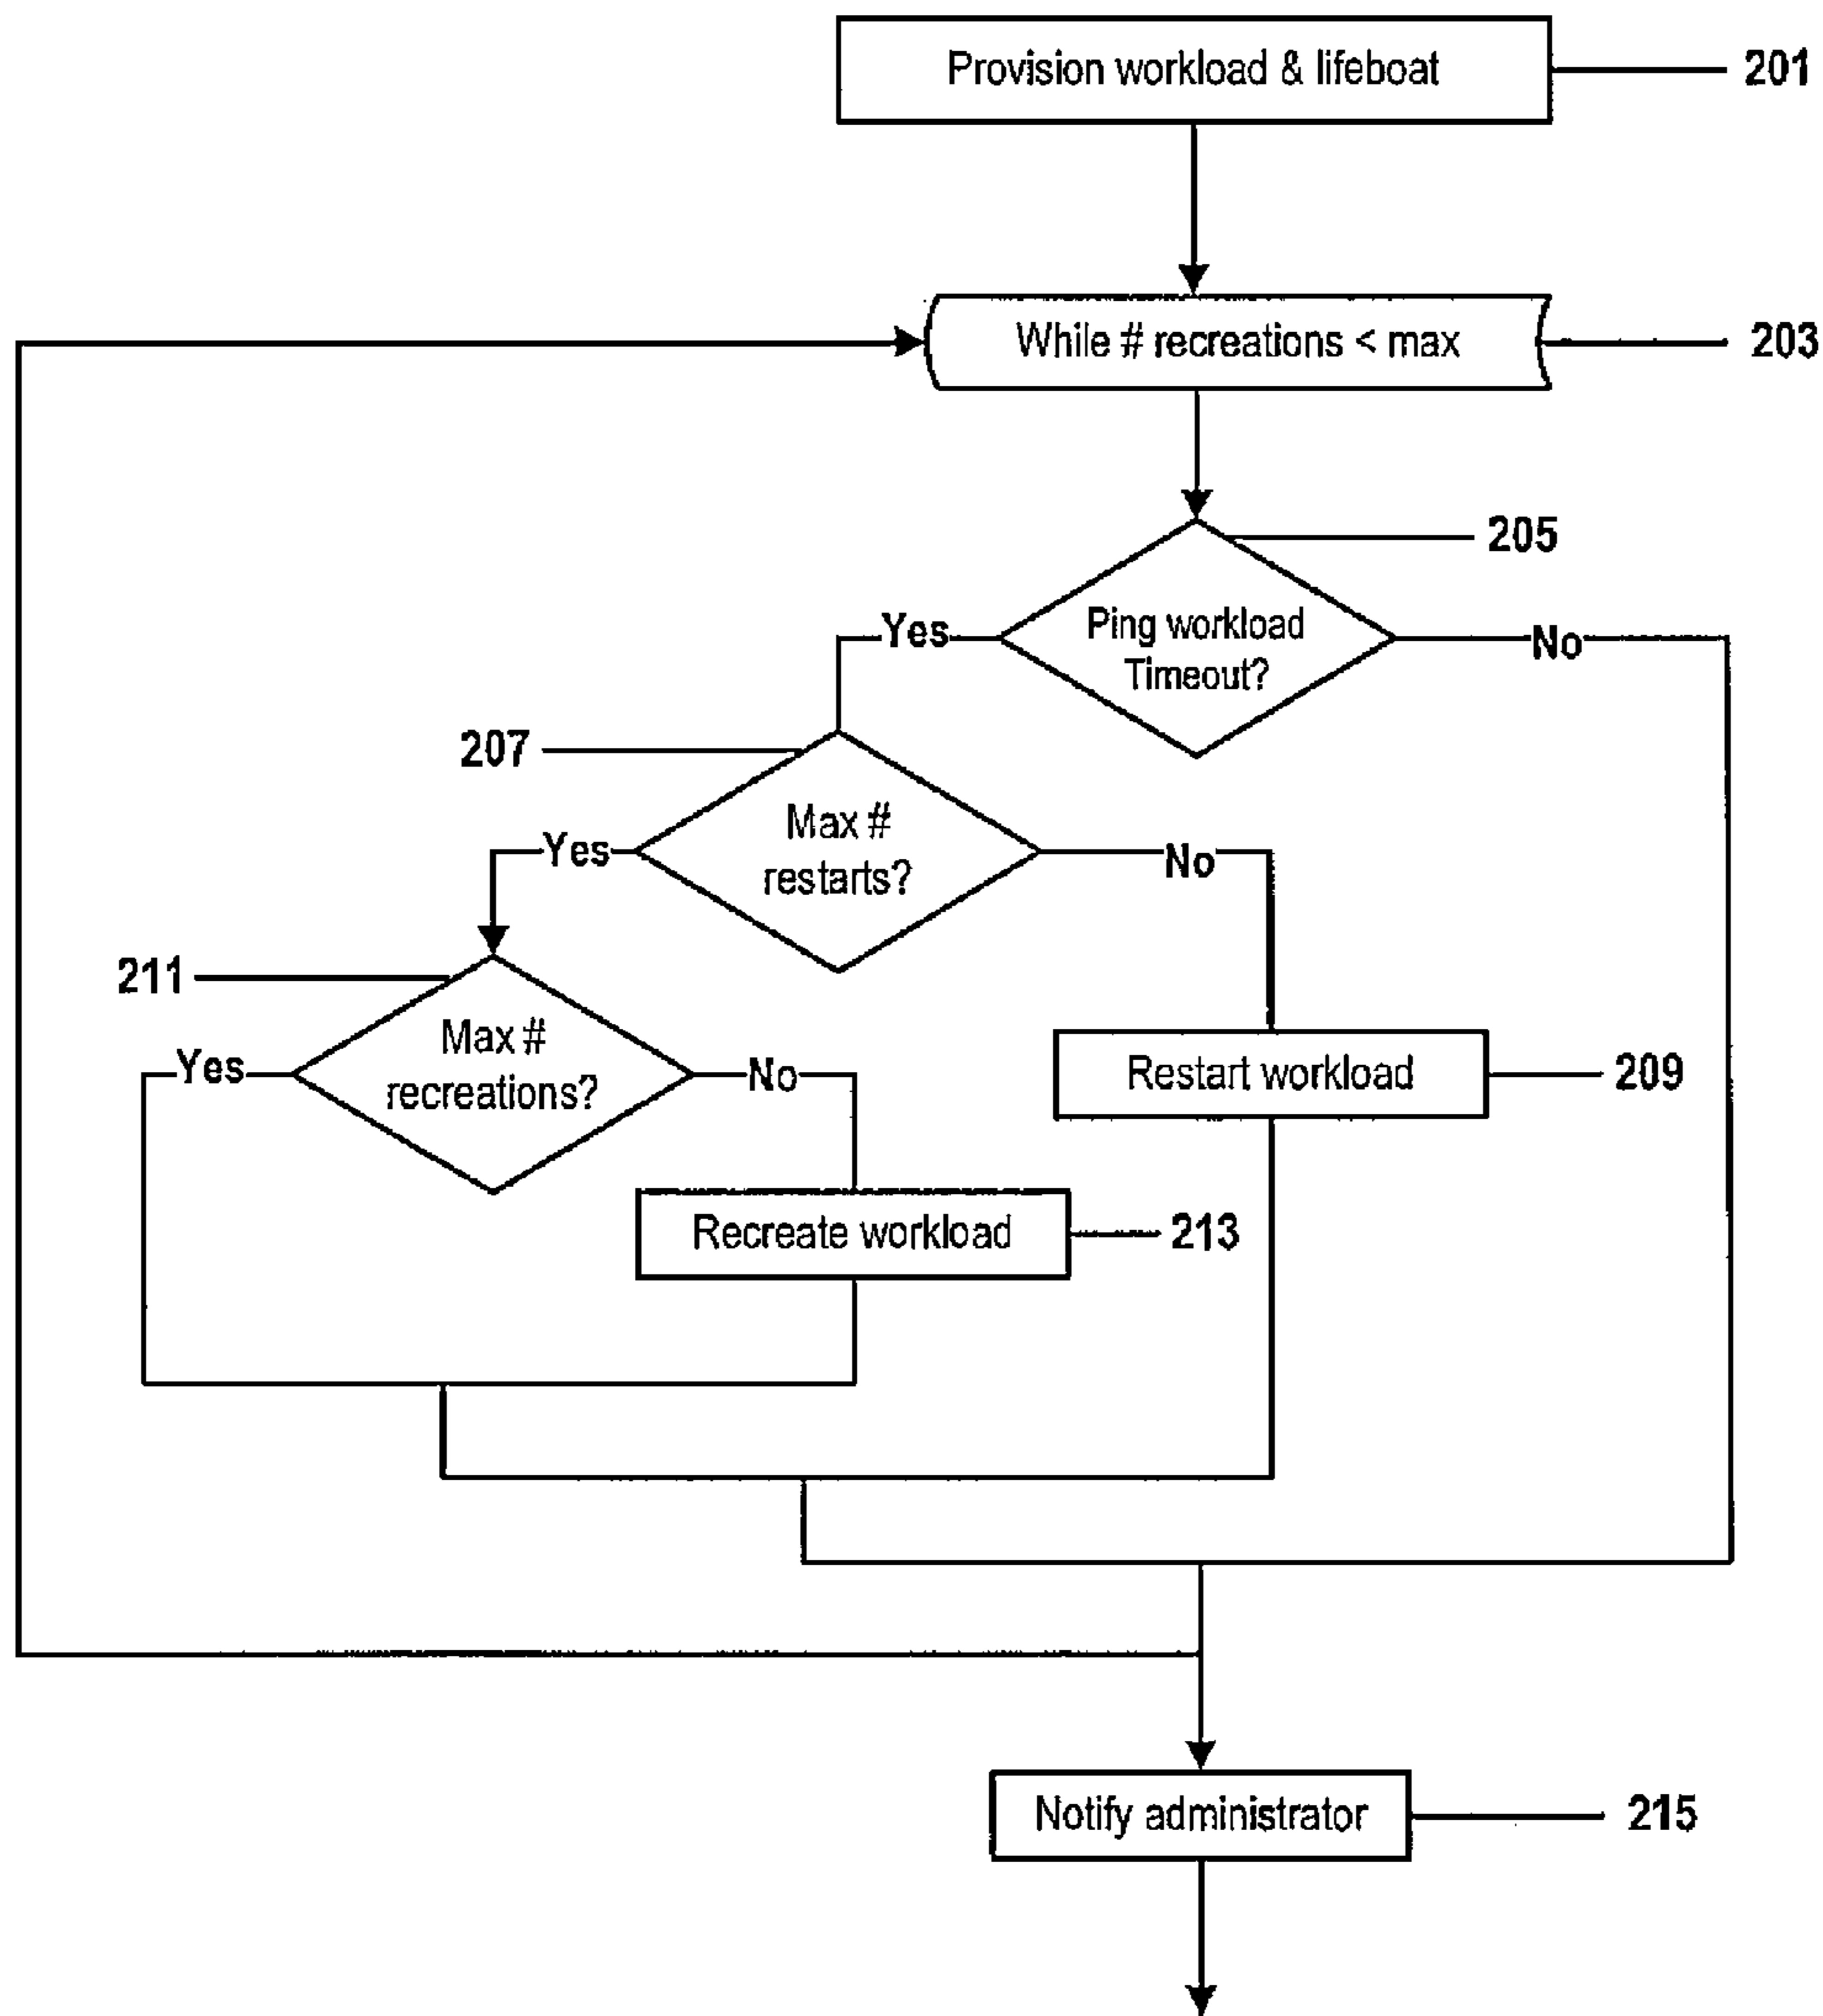 Provision workload & lifeboat
201
While # recreations < max
203
205
Ping workload
Timeout?
Yes
No
207
Max #
restarts?
Yes
No
211
Max #
recreations?
Yes
No
Restart workload
209
Recreate workload
213
Notify administrator
215